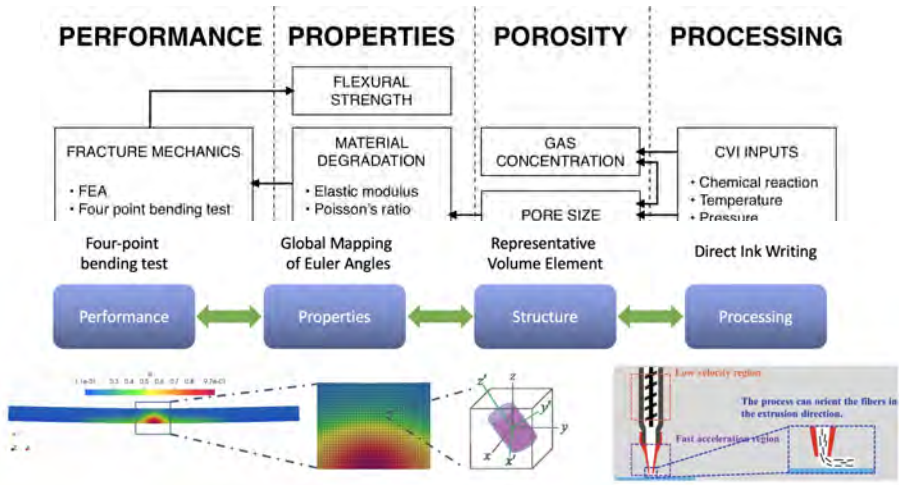 PERFORMANCE
PROPERTIES
POROSITY
PROCESSING
FLEXURAL
STRENGTH
FRACTURE MECHANICS
• FEA
• Four point bending test
MATERIAL
DEGRADATION
• Elastic modulus
• Poisson's ratio
GAS
CONCENTRATION
PORE SIZE
CVI INPUTS
• Chemical reaction
• Temperature
• Pressure
Four-point
bending test
Global Mapping
of Euler Angles
Representative
Volume Element
Direct Ink Writing
Performance
Properties
Structure
Processing
0.3 0.4 0.5 0.6 0.7 0.8
z'
z
y'
y
x
x'
Low velocity region
The process can orient the fibers in
the extrusion direction.
Fast acceleration region